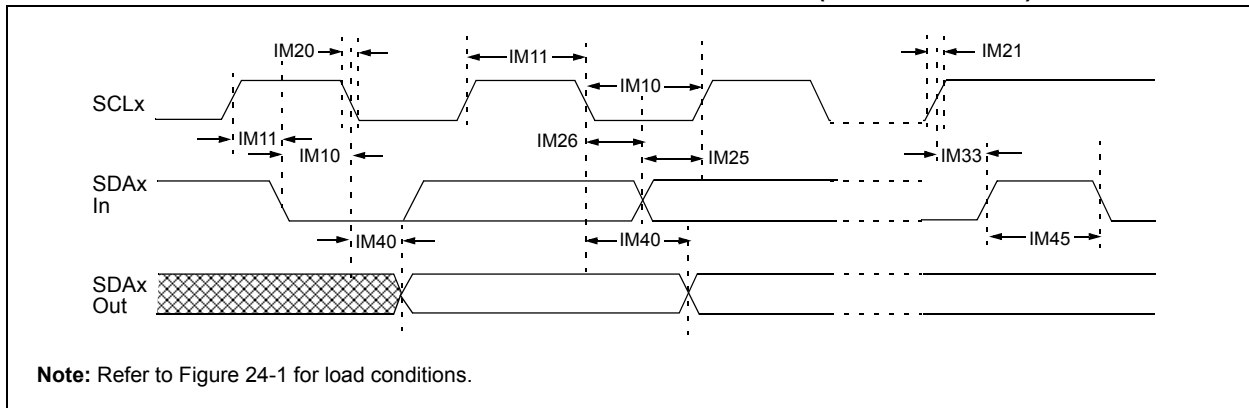 IM20
IM11
IM21
IM10
SCLx
IM11
IM10
IM26
IM25
IM33
SDAx
In
IM40
IM40
IM45
SDAx
Out
Note: Refer to Figure 24-1 for load conditions.